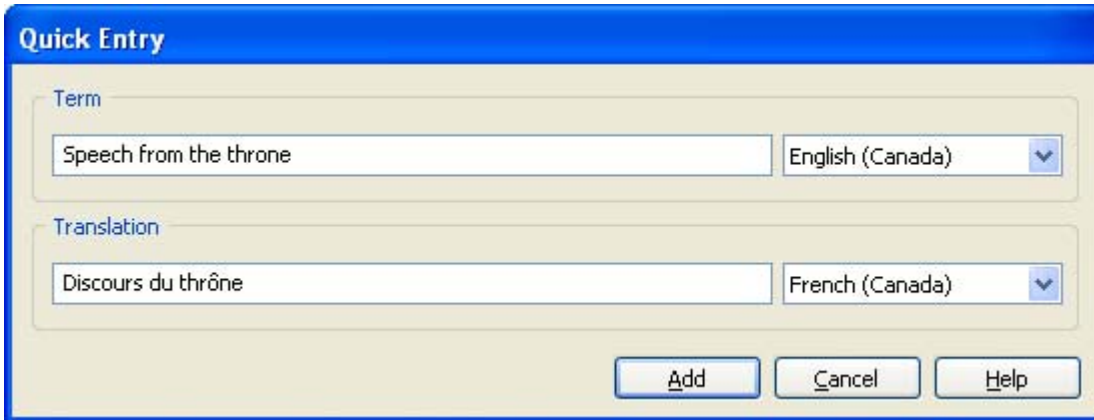 Quick Entry
Term
Speech from the throne
English (Canada)
Translation
Discours du thrône
French (Canada)
Add
Cancel
Help